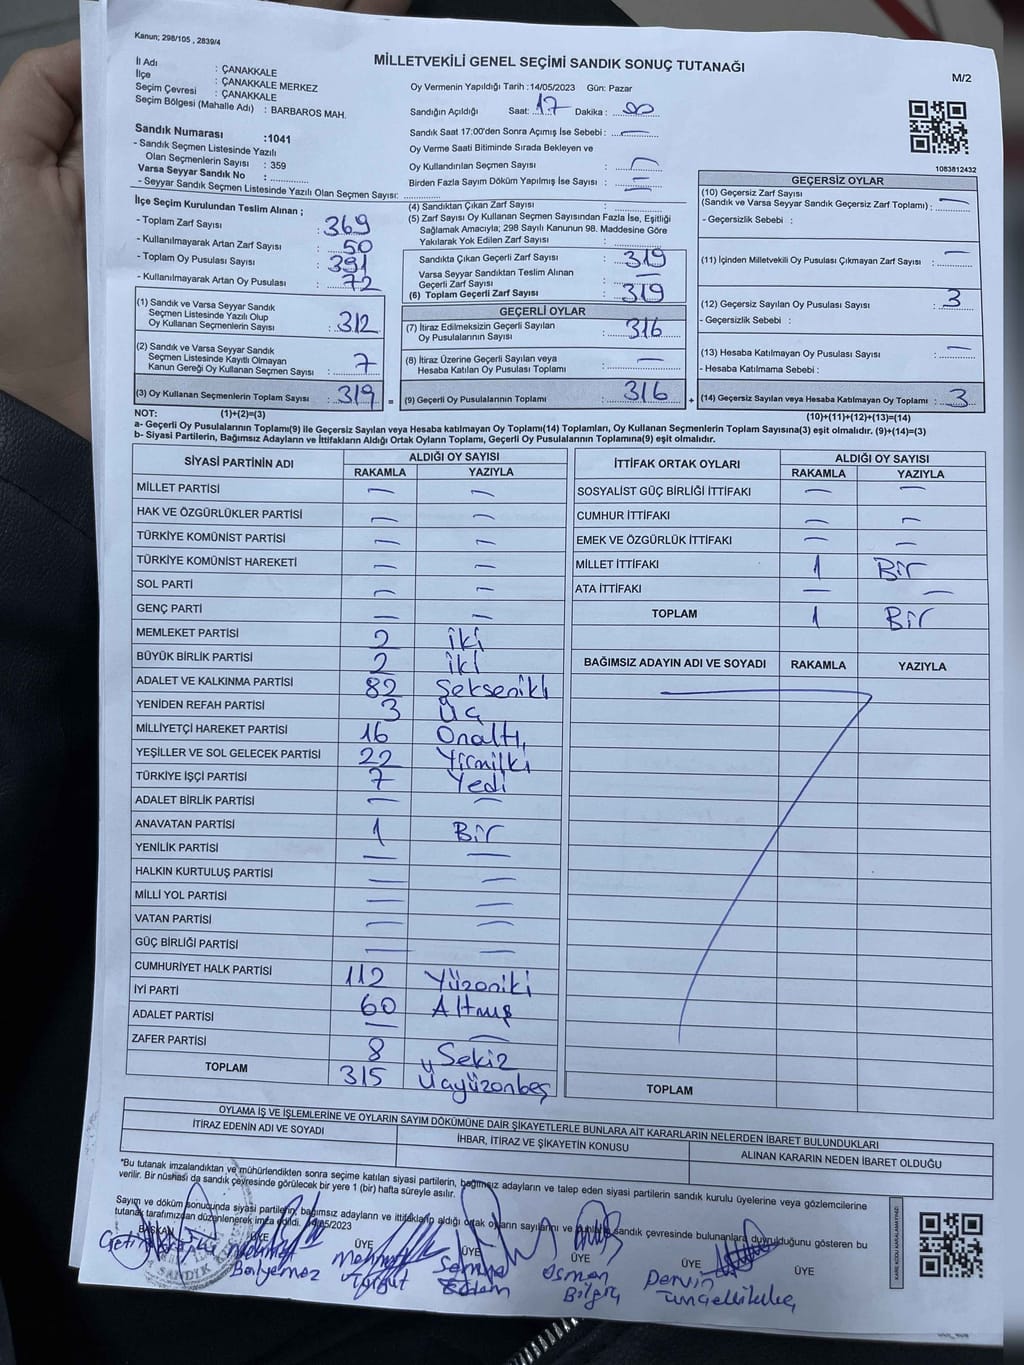 Kanun; 298/105 , 2839/4
MİLLETVEKİLİ GENEL SEÇİMİ SANDIK SONUÇ TUTANAĞI
M/2
İl Adı : ÇANAKKALE
İlçe : ÇANAKKALE MERKEZ
Seçim Çevresi : ÇANAKKALE
Seçim Bölgesi (Mahalle Adı) : BARBAROS MAH.
Sandık Numarası :1041
- Sandık Seçmen Listesinde Yazılı
Olan Seçmenlerin Sayısı : 359
Varsa Seyyar Sandık No :
- Seyyar Sandık Seçmen Listesinde Yazılı Olan Seçmen Sayısı:
Oy Vermenin Yapıldığı Tarih :14/05/2023 Gün: Pazar
Sandığın Açıldığı Saat: 17 Dakika : 00
Sandık Saat 17:00'den Sonra Açımış İse Sebebi : —
Oy Verme Saati Bitiminde Sırada Bekleyen ve
Oy Kullandırılan Seçmen Sayısı : —
Birden Fazla Sayım Döküm Yapılmış İse Sayısı : —
1083812432
İlçe Seçim Kurulundan Teslim Alınan ;
- Toplam Zarf Sayısı : 369
- Kullanılmayarak Artan Zarf Sayısı : 50
- Toplam Oy Pusulası Sayısı : 391
- Kullanılmayarak Artan Oy Pusulası : 72
(1) Sandık ve Varsa Seyyar Sandık
Seçmen Listesinde Yazılı Olup
Oy Kullanan Seçmenlerin Sayısı : 312
(2) Sandık ve Varsa Seyyar Sandık
Seçmen Listesinde Kayıtlı Olmayan
Kanun Gereği Oy Kullanan Seçmen Sayısı : 7
(3) Oy Kullanan Seçmenlerin Toplam Sayısı : 319
(4) Sandıktan Çıkan Zarf Sayısı :
(5) Zarf Sayısı Oy Kullanan Seçmen Sayısından Fazla İse, Eşitliği
Sağlamak Amacıyla; 298 Sayılı Kanunun 98. Maddesine Göre
Yakılarak Yok Edilen Zarf Sayısı :
Sandıkta Çıkan Geçerli Zarf Sayısı : 319
Varsa Seyyar Sandıktan Teslim Alınan
Geçerli Zarf Sayısı : —
(6) Toplam Geçerli Zarf Sayısı : 319
GEÇERLİ OYLAR
(7) İtiraz Edilmeksizin Geçerli Sayılan
Oy Pusulalarının Sayısı : 316
(8) İtiraz Üzerine Geçerli Sayılan veya
Hesaba Katılan Oy Pusulası Toplamı : —
= (9) Geçerli Oy Pusulalarının Toplamı : 316
GEÇERSİZ OYLAR
(10) Geçersiz Zarf Sayısı
(Sandık ve Varsa Seyyar Sandık Geçersiz Zarf Toplamı) : —
- Geçersizlik Sebebi :
(11) İçinden Milletvekili Oy Pusulası Çıkmayan Zarf Sayısı : —
(12) Geçersiz Sayılan Oy Pusulası Sayısı : 3
- Geçersizlik Sebebi :
(13) Hesaba Katılmayan Oy Pusulası Sayısı : —
- Hesaba Katılmama Sebebi :
+ (14) Geçersiz Sayılan veya Hesaba Katılmayan Oy Pusulası Toplamı : 3
NOT: (1)+(2)=(3) (10)+(11)+(12)+(13)=(14)
a- Geçerli Oy Pusulalarının Toplamı(9) ile Geçersiz Sayılan veya Hesaba Katılmayan Oy Toplamı(14) Toplamları, Oy Kullanan Seçmenlerin Toplam Sayısına(3) eşit olmalıdır. (9)+(14)=(3)
b- Siyasi Partilerin, Bağımsız Adayların ve İttifakların Aldığı Ortak Oyların Toplamı, Geçerli Oy Pusulalarının Toplamına(9) eşit olmalıdır.
SİYASİ PARTİNİN ADI ALDIĞI OY SAYISI
RAKAMLA YAZIYLA
MİLLET PARTİSİ — —
HAK VE ÖZGÜRLÜKLER PARTİSİ — —
TÜRKİYE KOMÜNİST PARTİSİ — —
TÜRKİYE KOMÜNİST HAREKETİ — —
SOL PARTİ — —
GENÇ PARTİ — —
MEMLEKET PARTİSİ 2 iki
BÜYÜK BİRLİK PARTİSİ 2 iki
ADALET VE KALKINMA PARTİSİ 82 Sekseniki
YENİDEN REFAH PARTİSİ 3 Üç
MİLLİYETÇİ HAREKET PARTİSİ 16 Onaltı
YEŞİLLER VE SOL GELECEK PARTİSİ 22 Yirmiiki
TÜRKİYE İŞÇİ PARTİSİ 7 Yedi
ADALET BİRLİK PARTİSİ — —
ANAVATAN PARTİSİ 1 Bir
YENİLİK PARTİSİ — —
HALKIN KURTULUŞ PARTİSİ — —
MİLLİ YOL PARTİSİ — —
VATAN PARTİSİ — —
GÜÇ BİRLİĞİ PARTİSİ — —
CUMHURİYET HALK PARTİSİ 112 Yüzoniki
İYİ PARTİ 60 Altmış
ADALET PARTİSİ — —
ZAFER PARTİSİ 8 Sekiz
TOPLAM 315 Üçyüzonbeş
İTTİFAK ORTAK OYLARI ALDIĞI OY SAYISI
RAKAMLA YAZIYLA
SOSYALİST GÜÇ BİRLİĞİ İTTİFAKI — —
CUMHUR İTTİFAKI — —
EMEK VE ÖZGÜRLÜK İTTİFAKI — —
MİLLET İTTİFAKI 1 Bir
ATA İTTİFAKI — —
TOPLAM 1 Bir
BAĞIMSIZ ADAYIN ADI VE SOYADI RAKAMLA YAZIYLA
TOPLAM
OYLAMA İŞ VE İŞLEMLERİNE VE OYLARIN SAYIM DÖKÜMÜNE DAİR ŞİKAYETLERLE BUNLARA AİT KARARLARIN NELERDEN İBARET BULUNDUKLARI
İTİRAZ EDENİN ADI VE SOYADI İHBAR, İTİRAZ VE ŞİKAYETİN KONUSU ALINAN KARARIN NEDEN İBARET OLDUĞU
*Bu tutanak imzalandıktan ve mühürlendikten sonra seçime katılan siyasi partilerin, bağımsız adayların ve talep eden siyasi partilerin sandık kurulu üyelerine veya gözlemcilerine
verilir. Bir nüshası da sandık çevresinde görülecek bir yere 1 (bir) hafta süreyle asılır.
Sayım ve döküm sonucunda siyasi partilerin, bağımsız adayların ve ittifakların aldığı ortak oyların sayılarını ve sandık çevresinde bulunanlara duyrulduğunu gösteren bu
tutanak tarafımızdan düzenlenerek imza edildi. 14/05/2023
BAŞKAN ÜYE ÜYE ÜYE ÜYE ÜYE ÜYE
Mehmet Balyemez
Mehmet
Osman Bilgiç
Dervin
SANDIK
KARE KODU HARALAMAYINIZ!